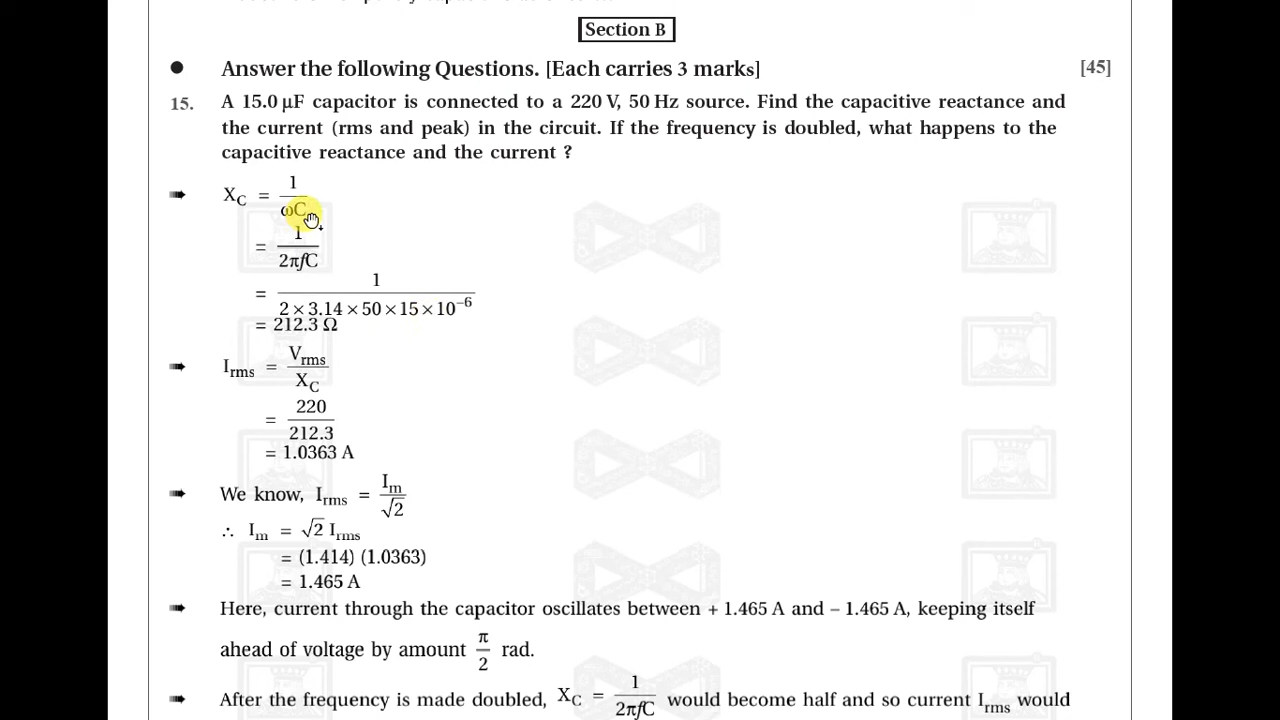 Section B
● Answer the following Questions. [Each carries 3 marks] [45]
15. A 15.0 μF capacitor is connected to a 220 V, 50 Hz source. Find the capacitive reactance and
the current (rms and peak) in the circuit. If the frequency is doubled, what happens to the
capacitive reactance and the current ?
➠ X_C = 1/ωC
= 1/2πfC
= 1/2 × 3.14 × 50 × 15 × 10⁻⁶
= 212.3 Ω
➠ I_rms = V_rms/X_C
= 220/212.3
= 1.0363 A
➠ We know, I_rms = I_m/√2
∴ I_m = √2 I_rms
= (1.414) (1.0363)
= 1.465 A
➠ Here, current through the capacitor oscillates between + 1.465 A and – 1.465 A, keeping itself
ahead of voltage by amount π/2 rad.
➠ After the frequency is made doubled, X_C = 1/2πfC would become half and so current I_rms would